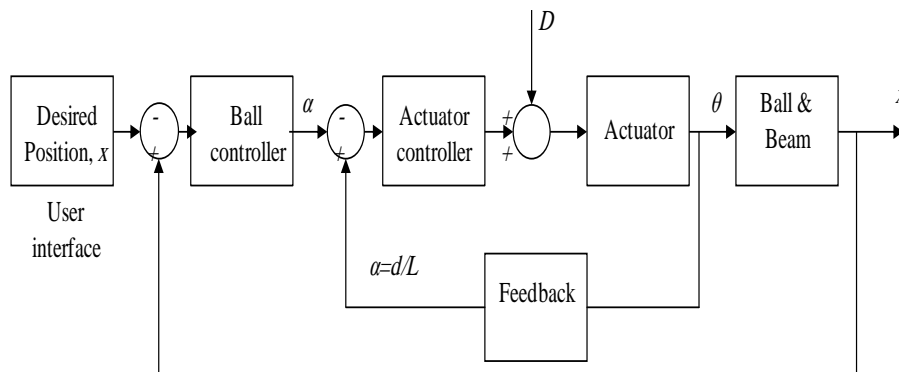 D
Desired
Position, x
-
+
Ball
controller
α
-
+
Actuator
controller
+
+
Actuator
θ
Ball &
Beam
User
interface
α=d/L
Feedback